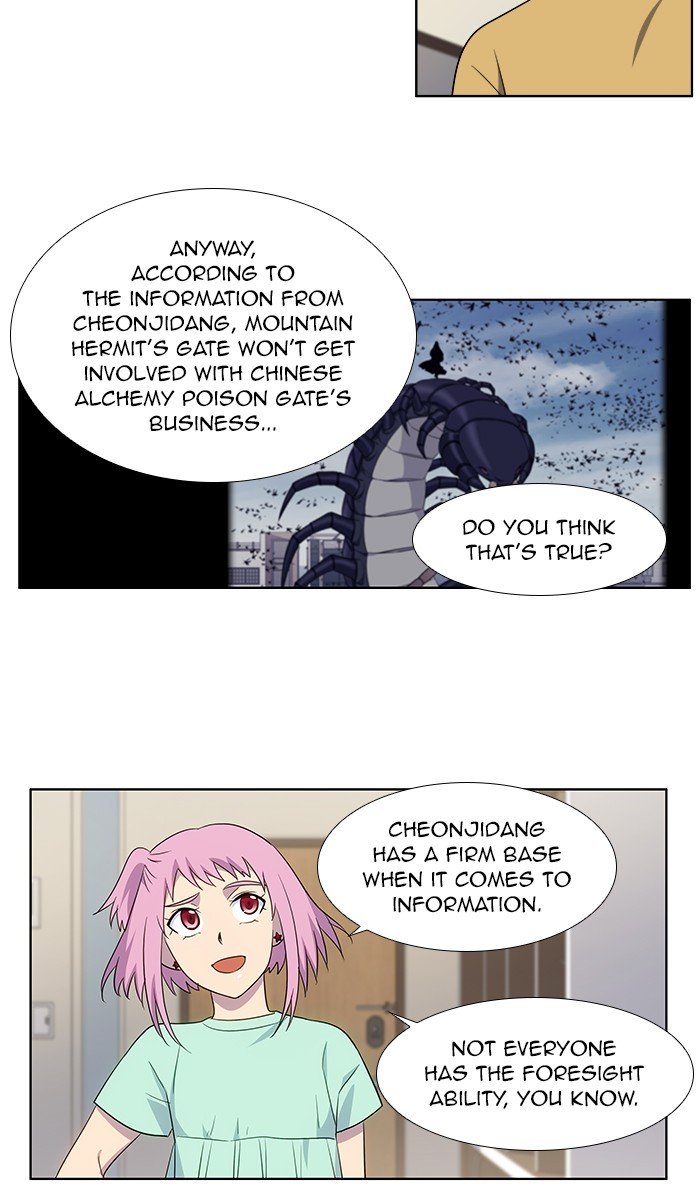 ANYWAY,
ACCORDING TO
THE INFORMATION FROM
CHEONJIDANG, MOUNTAIN
HERMIT'S GATE WON'T GET
INVOLVED WITH CHINESE
ALCHEMY POISON GATE'S
BUSINESS...
DO YOU THINK
THAT'S TRUE?
CHEONJIDANG
HAS A FIRM BASE
WHEN IT COMES TO
INFORMATION.
NOT EVERYONE
HAS THE FORESIGHT
ABILITY, YOU KNOW.